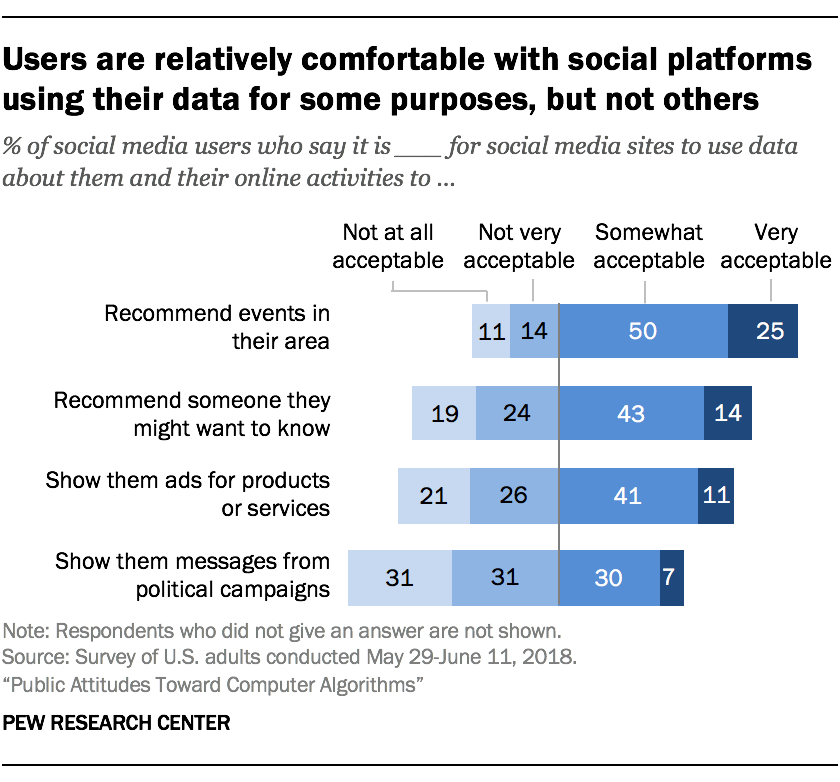 Users are relatively comfortable with social platforms
using their data for some purposes, but not others
% of social media users who say it is ___ for social media sites to use data
about them and their online activities to ...
Not at all acceptable
Not very acceptable
Somewhat acceptable
Very acceptable
Recommend events in
their area
11 14 50 25
Recommend someone they
might want to know
19 24 43 14
Show them ads for products
or services
21 26 41 11
Show them messages from
political campaigns
31 31 30 7
Note: Respondents who did not give an answer are not shown.
Source: Survey of U.S. adults conducted May 29-June 11, 2018.
“Public Attitudes Toward Computer Algorithms”
PEW RESEARCH CENTER